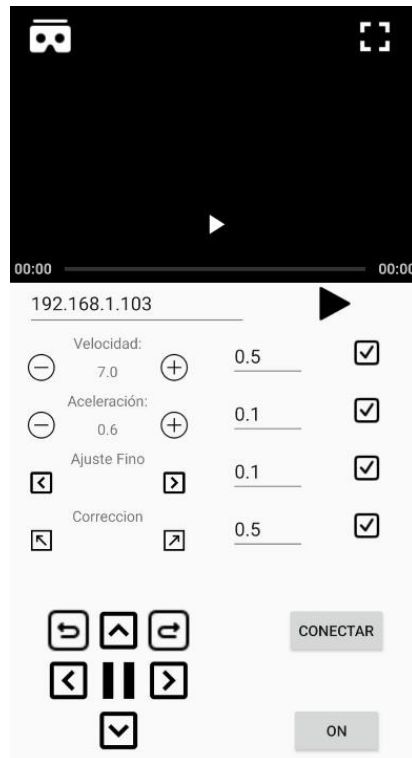 00:00 00:00
192.168.1.103
Velocidad:
7.0 0.5
Aceleración:
0.6 0.1
Ajuste Fino
0.1
Correccion
0.5
CONECTAR
ON